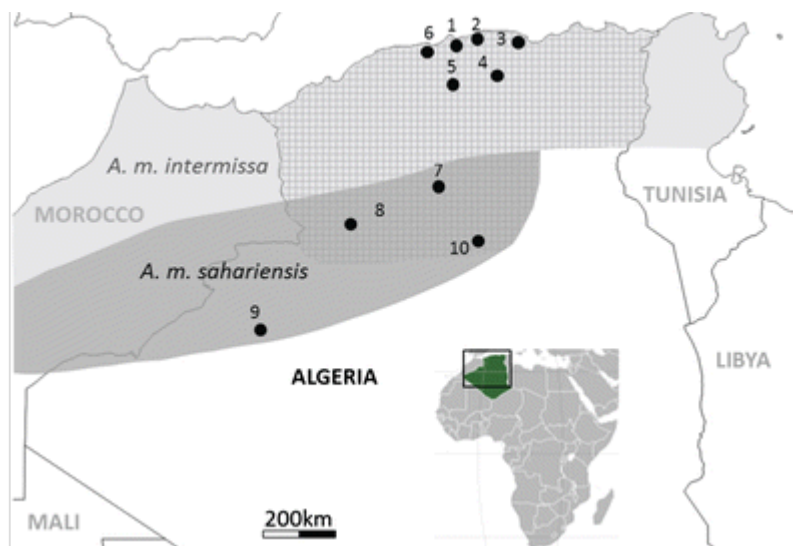 6 1 2 3
5 4
A. m. intermissa
7
MOROCCO
TUNISIA
8
10
A. m. sahariensis
9
ALGERIA
LIBYA
MALI
200km